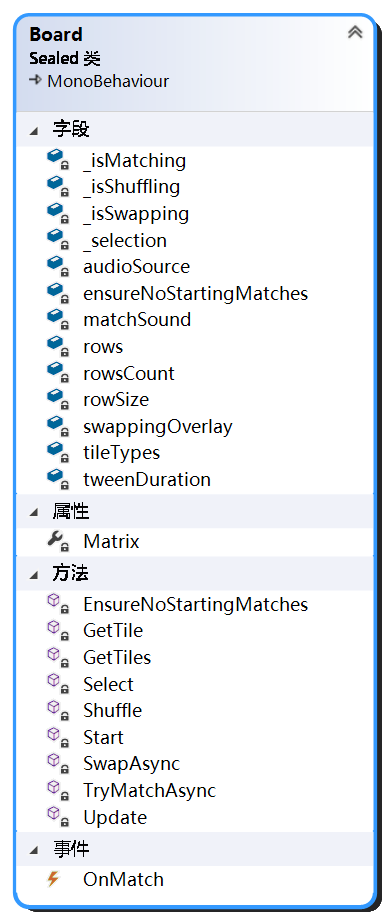 Board
Sealed 类
MonoBehaviour
字段
_isMatching
_isShuffling
_isSwapping
_selection
audioSource
ensureNoStartingMatches
matchSound
rows
rowsCount
rowSize
swappingOverlay
tileTypes
tweenDuration
属性
Matrix
方法
EnsureNoStartingMatches
GetTile
GetTiles
Select
Shuffle
Start
SwapAsync
TryMatchAsync
Update
事件
OnMatch